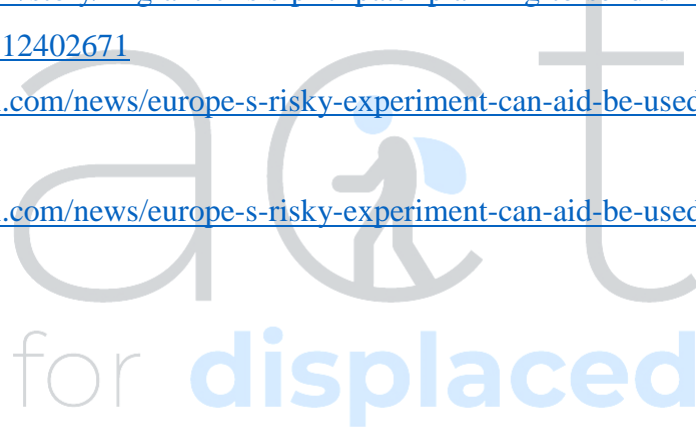 12402671
.com/news/europe-s-risky-experiment-can-aid-be-used
.com/news/europe-s-risky-experiment-can-aid-be-used
act
for displaced